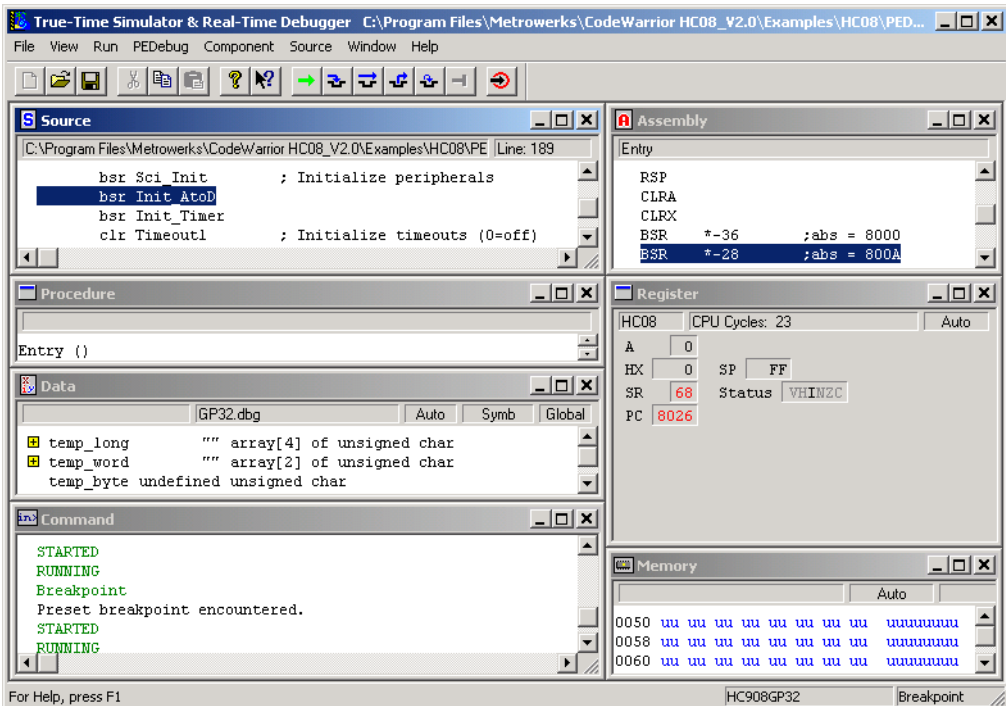 True-Time Simulator & Real-Time Debugger C:\Program Files\Metrowerks\CodeWarrior HC08_V2.0\Examples\HC08\PED...
File View Run PEDebug Component Source Window Help
Source
C:\Program Files\Metrowerks\CodeWarrior HC08_V2.0\Examples\HC08\PE Line: 189
bsr Sci_Init ; Initialize peripherals
bsr Init_AtoD
bsr Init_Timer
clr Timeout1 ; Initialize timeouts (0=off)
Assembly
Entry
RSP
CLRA
CLRX
BSR *-36 ;abs = 8000
BSR *-28 ;abs = 800A
Procedure
Entry ()
Register
HC08 CPU Cycles: 23 Auto
A 0
HX 0 SP FF
SR 68 Status VHINZC
PC 8026
Data
GP32.dbg Auto Symb Global
temp_long "" array[4] of unsigned char
temp_word "" array[2] of unsigned char
temp_byte undefined unsigned char
Command
STARTED
RUNNING
Breakpoint
Preset breakpoint encountered.
STARTED
RUNNING
Memory
Auto
0050 uu uu uu uu uu uu uu uu uuuuuuuu
0058 uu uu uu uu uu uu uu uu uuuuuuuu
0060 uu uu uu uu uu uu uu uu uuuuuuuu
For Help, press F1 HC908GP32 Breakpoint